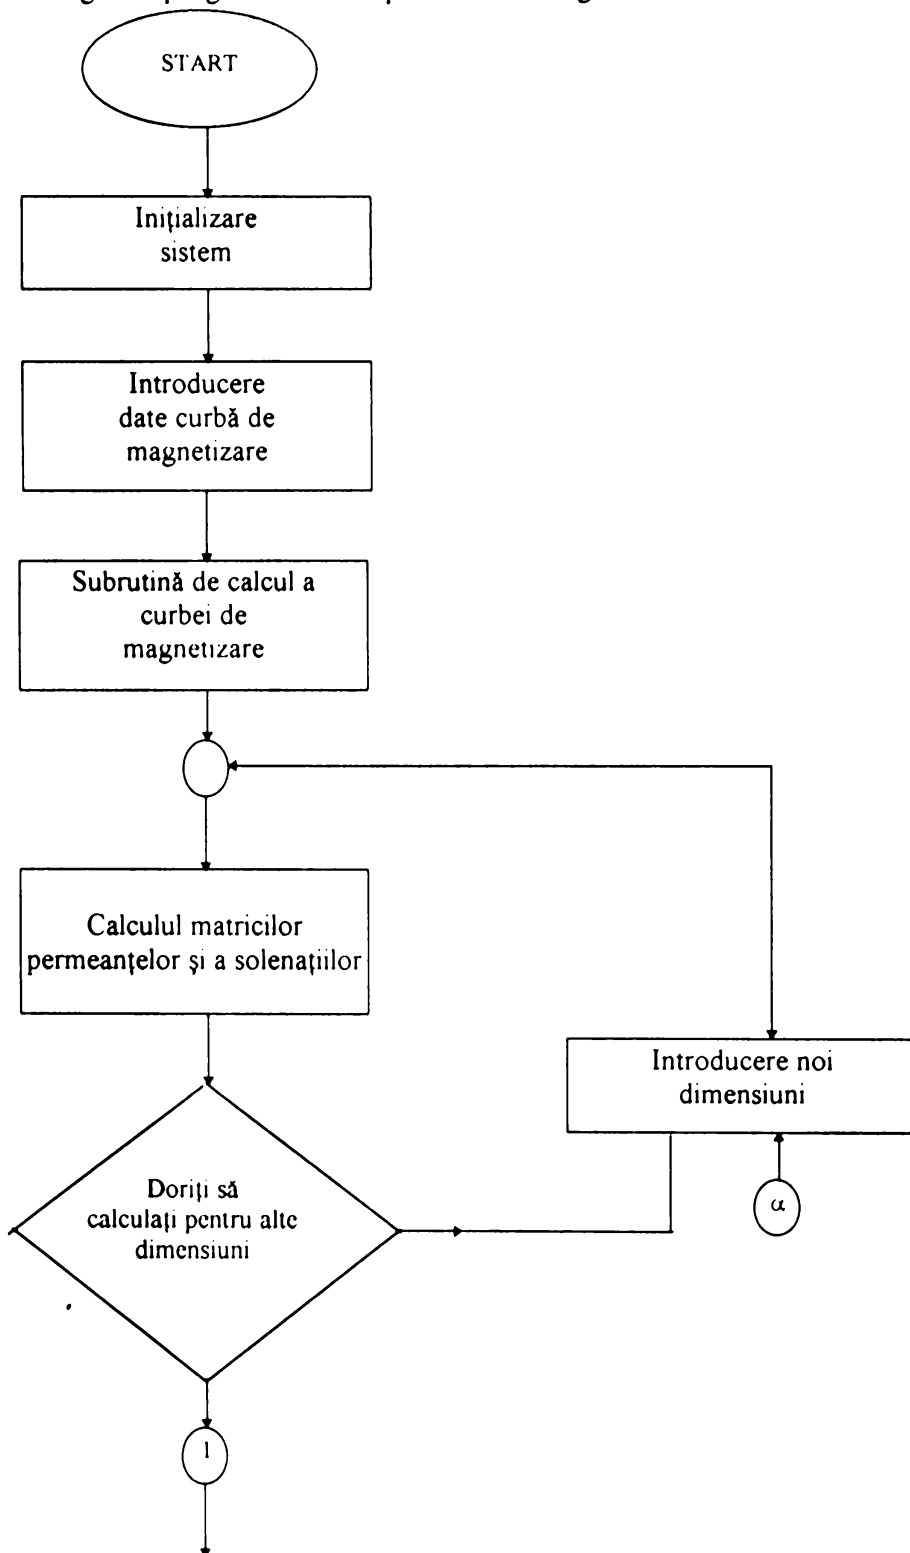 START
Inițializare
sistem
Introducere
date curbă de
magnetizare
Subrutină de calcul a
curbei de
magnetizare
Calculul matricilor
permeanțelor și a solenațiilor
Introducere noi
dimensiuni
α
Doriți să
calculați pentru alte
dimensiuni
1